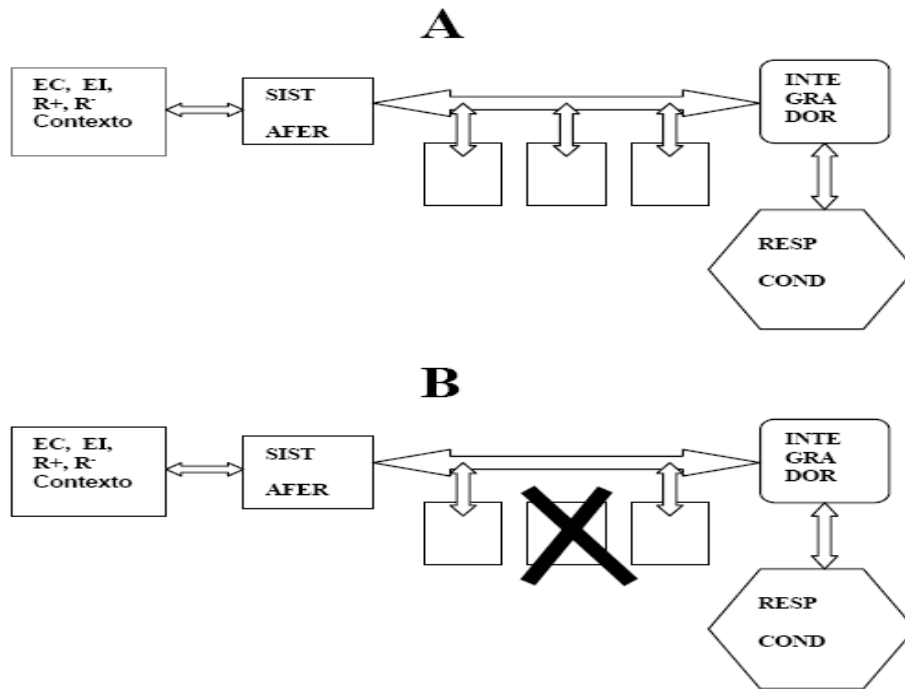 A
EC, EI,
R+, R-
Contexto
SIST
AFER
INTE
GRA
DOR
RESP
COND
B
EC, EI,
R+, R-
Contexto
SIST
AFER
INTE
GRA
DOR
RESP
COND